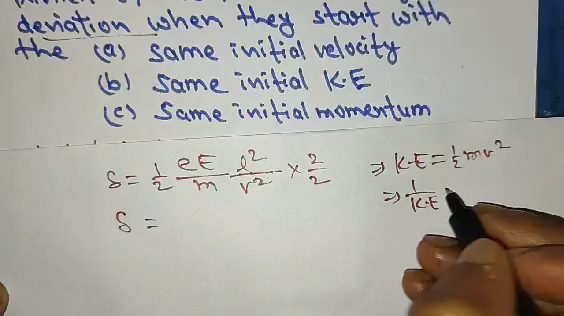 deviation when they start with
the (a) same initial velocity
(b) same initial K.E
(c) same initial momentum
δ = 1/2 eE/m l²/v² × 2/2 ⇒ K.E = 1/2 mv²
δ = ⇒ 1/K.E